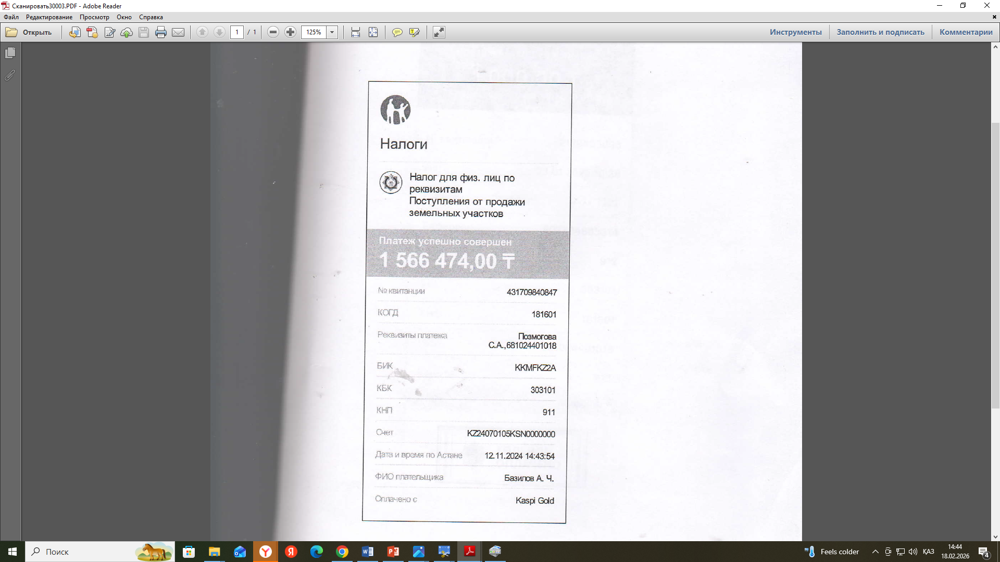 Сканировать30003.PDF - Adobe Reader
Файл Редактирование Просмотр Окно Справка
Открыть 1 / 1 125% Инструменты Заполнить и подписать Комментарии
Налоги
Налог для физ. лиц по
реквизитам
Поступления от продажи
земельных участков
Платеж успешно совершен
1 566 474,00 ₸
№ квитанции 431709840847
КОГД 181601
Реквизиты платежа Позмогова
С.А.,681024401018
БИК KKMFKZ2A
КБК 303101
КНП 911
Счет KZ24070105KSN0000000
Дата и время по Астане 12.11.2024 14:43:54
ФИО плательщика Базилов А. Ч.
Оплачено с Kaspi Gold
Поиск Feels colder ҚАЗ 14:44
18.02.2026 4